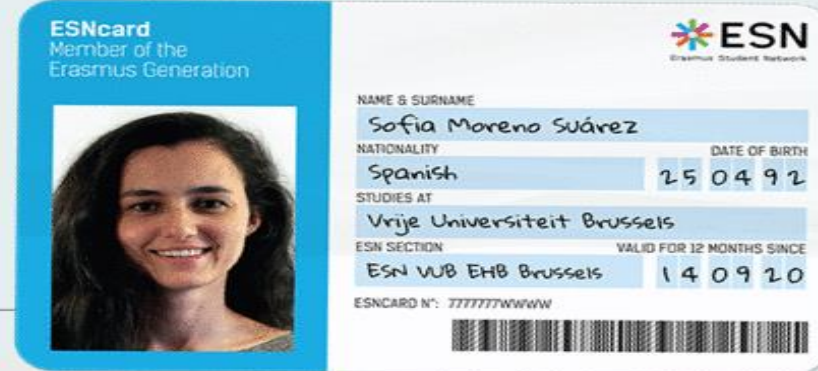 ESNcard
Member of the
Erasmus Generation
ESN
Erasmus Student Network
NAME & SURNAME
Sofia Moreno Suárez
NATIONALITY DATE OF BIRTH
Spanish 25 04 92
STUDIES AT
Vrije Universiteit Brussels
ESN SECTION VALID FOR 12 MONTHS SINCE
ESN VUB EHB Brussels 14 09 20
ESNCARD N°: 7777777WWWW